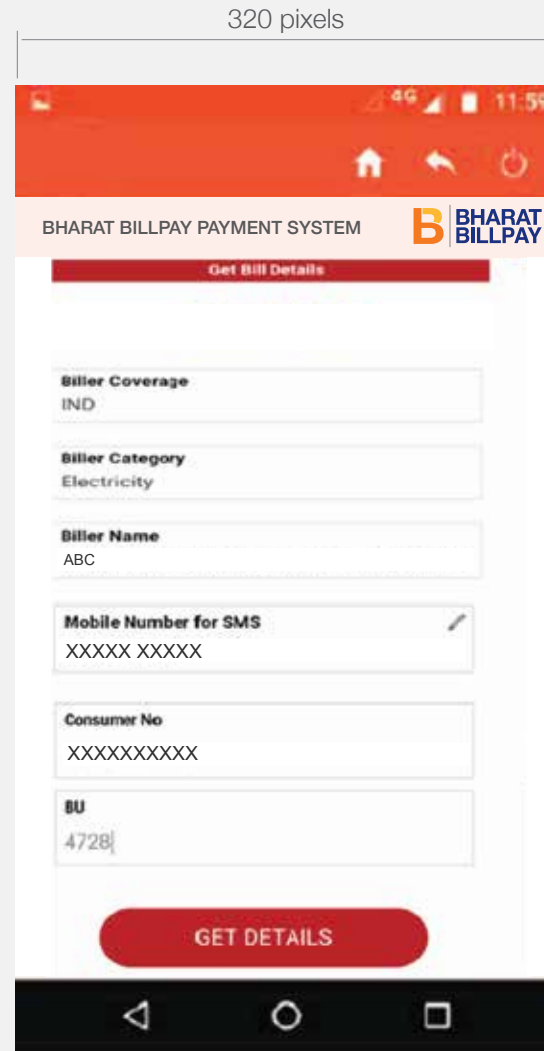 320 pixels
4G 11:59
BHARAT BILLPAY PAYMENT SYSTEM
BHARAT
BILLPAY
Get Bill Details
Biller Coverage
IND
Biller Category
Electricity
Biller Name
ABC
Mobile Number for SMS
XXXXX XXXXX
Consumer No
XXXXXXXXXX
BU
4728
GET DETAILS